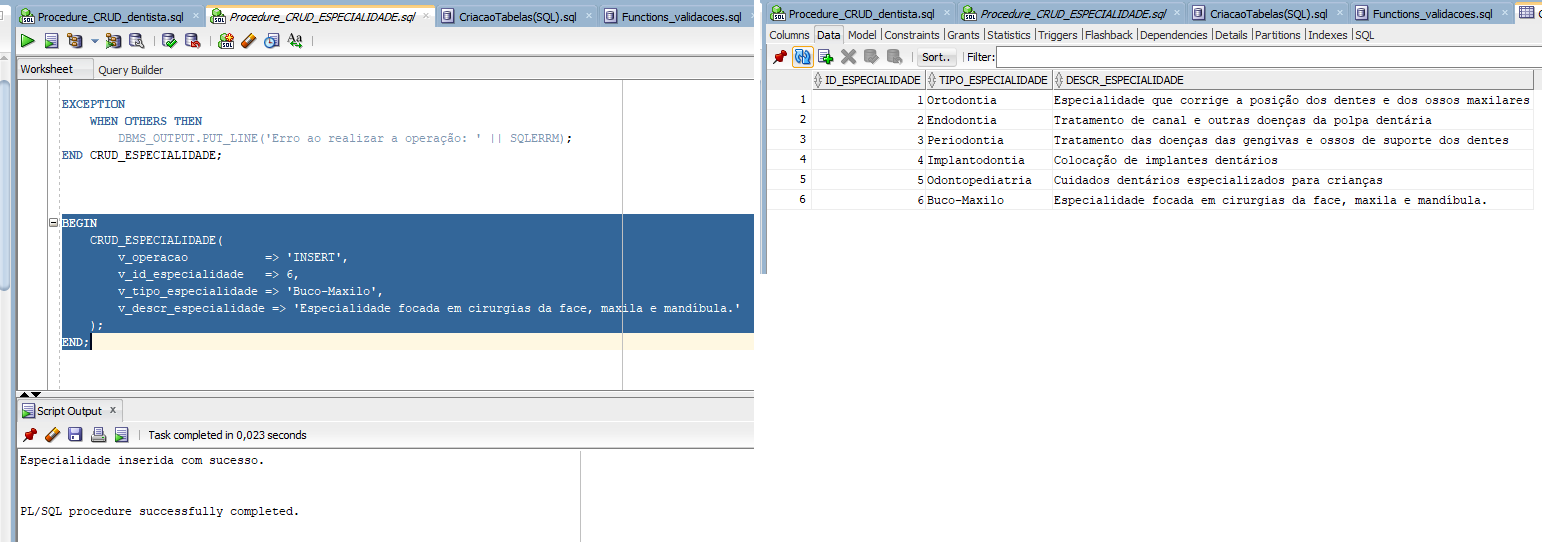 Procedure_CRUD_dentista.sql Procedure_CRUD_ESPECIALIDADE.sql CriacaoTabelas(SQL).sql Functions_validacoes.sql
Worksheet Query Builder
EXCEPTION
WHEN OTHERS THEN
DBMS_OUTPUT.PUT_LINE('Erro ao realizar a operação: ' || SQLERRM);
END CRUD_ESPECIALIDADE;
BEGIN
CRUD_ESPECIALIDADE(
v_operacao => 'INSERT',
v_id_especialidade => 6,
v_tipo_especialidade => 'Buco-Maxilo',
v_descr_especialidade => 'Especialidade focada em cirurgias da face, maxila e mandíbula.'
);
END;
Script Output
Task completed in 0,023 seconds
Especialidade inserida com sucesso.
PL/SQL procedure successfully completed.
Procedure_CRUD_dentista.sql Procedure_CRUD_ESPECIALIDADE.sql CriacaoTabelas(SQL).sql Functions_validacoes.sql
Columns Data Model Constraints Grants Statistics Triggers Flashback Dependencies Details Partitions Indexes SQL
Sort.. Filter:
ID_ESPECIALIDADE TIPO_ESPECIALIDADE DESCR_ESPECIALIDADE
1 1 Ortodontia Especialidade que corrige a posição dos dentes e dos ossos maxilares
2 2 Endodontia Tratamento de canal e outras doenças da polpa dentária
3 3 Periodontia Tratamento das doenças das gengivas e ossos de suporte dos dentes
4 4 Implantodontia Colocação de implantes dentários
5 5 Odontopediatria Cuidados dentários especializados para crianças
6 6 Buco-Maxilo Especialidade focada em cirurgias da face, maxila e mandíbula.